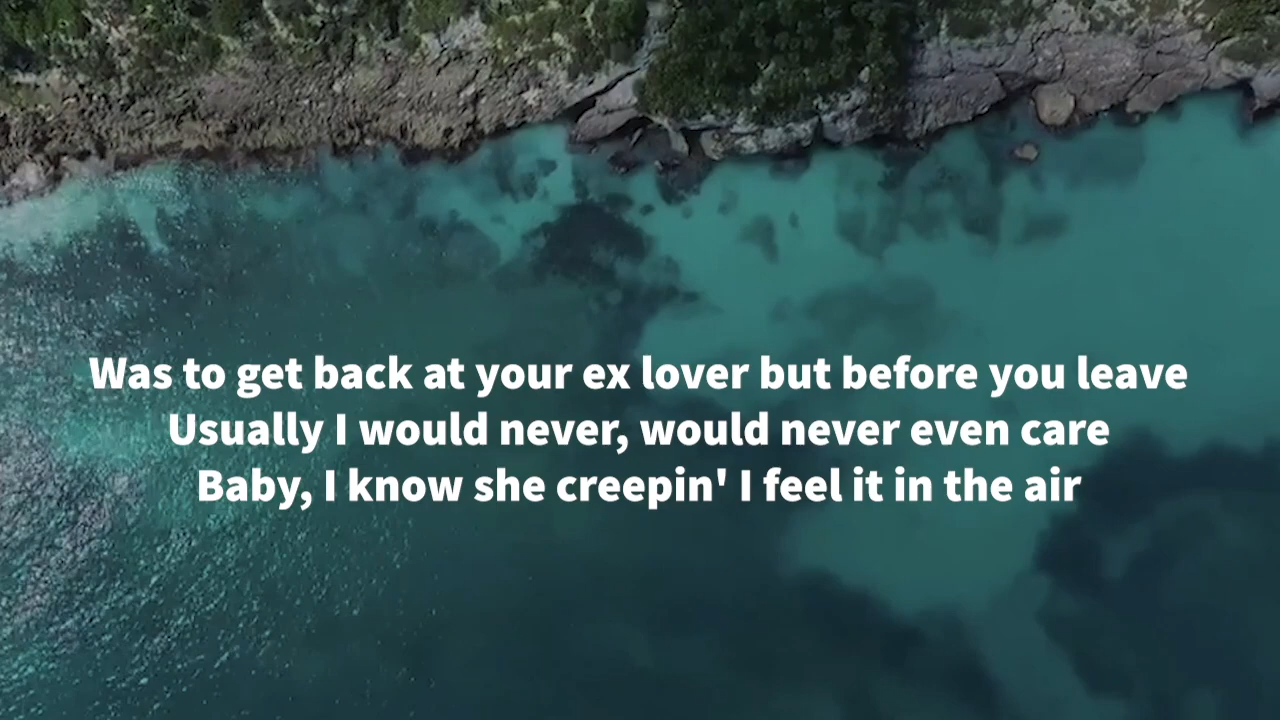 Was to get back at your ex lover but before you leave
Usually I would never, would never even care
Baby, I know she creepin' I feel it in the air